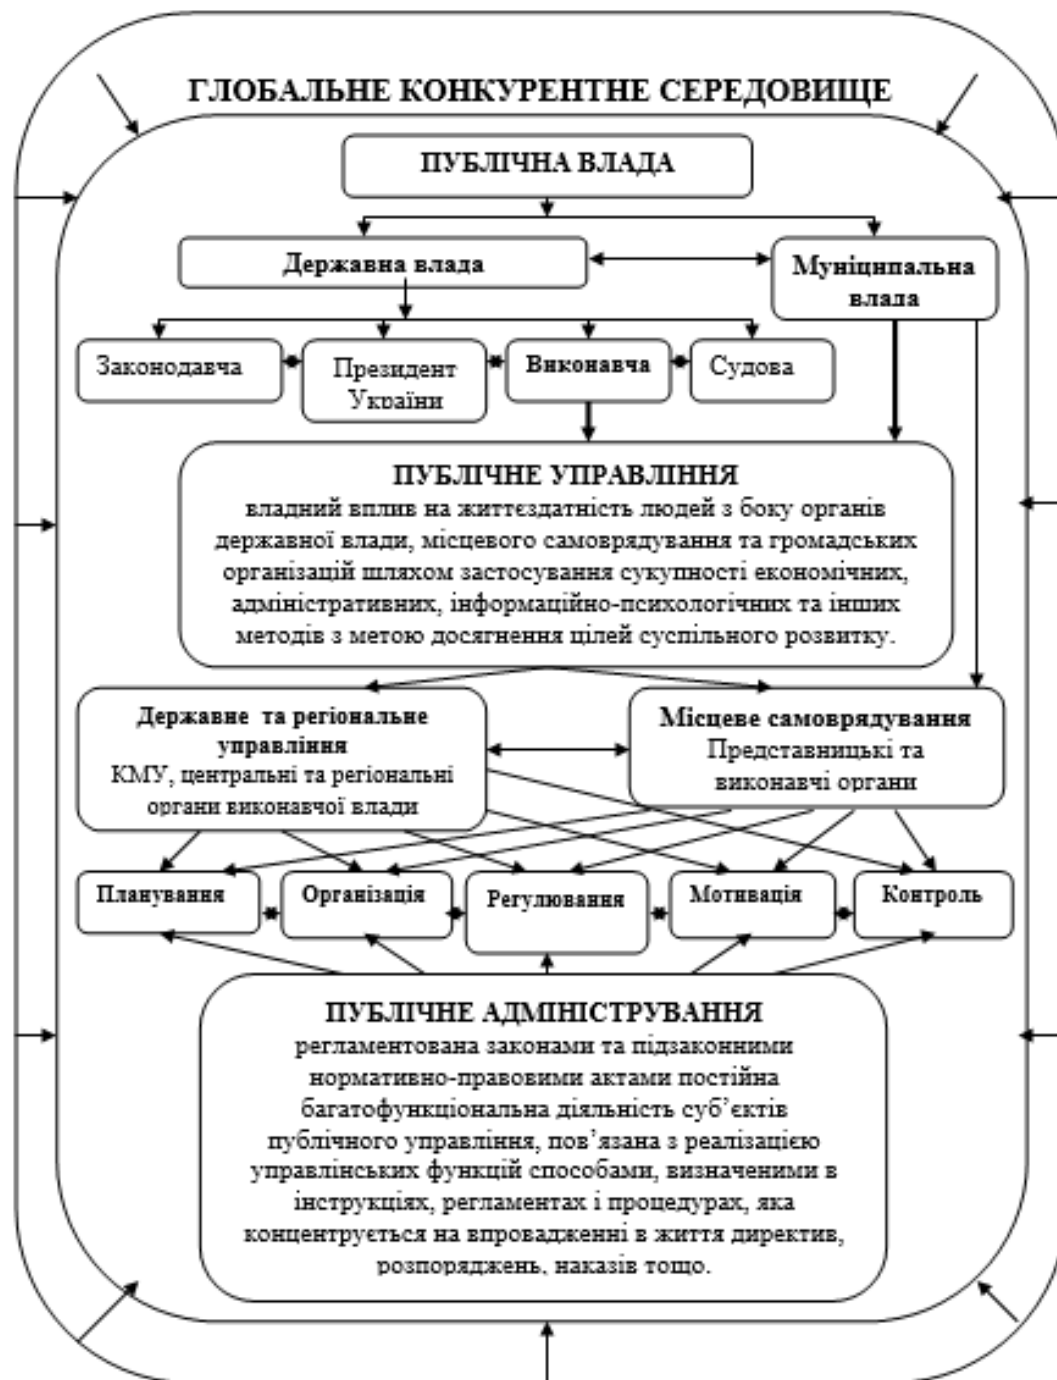 ГЛОБАЛЬНЕ КОНКУРЕНТНЕ СЕРЕДОВИЩЕ
ПУБЛІЧНА ВЛАДА
Державна влада
Муніципальна
влада
Законодавча
Президент
України
Виконавча
Судова
ПУБЛІЧНЕ УПРАВЛІННЯ
владний вплив на життєздатність людей з боку органів
державної влади, місцевого самоврядування та громадських
організацій шляхом застосування сукупності економічних,
адміністративних, інформаційно-психологічних та інших
методів з метою досягнення цілей суспільного розвитку.
Державне та регіональне
управління
КМУ, центральні та регіональні
органи виконавчої влади
Місцеве самоврядування
Представницькі та
виконавчі органи
Планування
Організація
Регулювання
Мотивація
Контроль
ПУБЛІЧНЕ АДМІНІСТРУВАННЯ
регламентована законами та підзаконними
нормативно-правовими актами постійна
багатофункціональна діяльність суб’єктів
публічного управління, пов’язана з реалізацією
управлінських функцій способами, визначеними в
інструкціях, регламентах і процедурах, яка
концентрується на впровадженні в життя директив,
розпоряджень, наказів тощо.